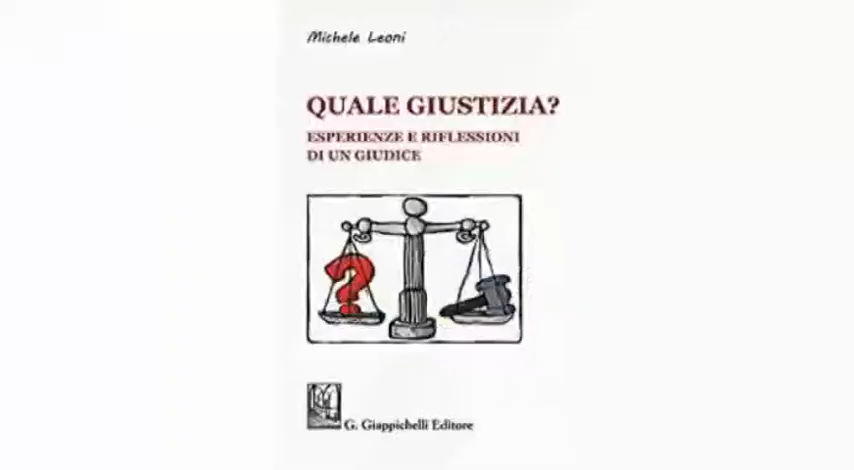 Michele Leoni
QUALE GIUSTIZIA?
ESPERIENZE E RIFLESSIONI
DI UN GIUDICE
?
G. Giappichelli Editore